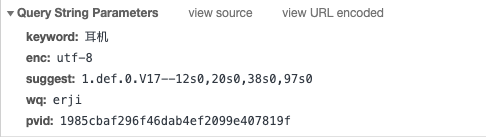 ▼ Query String Parameters view source view URL encoded
keyword: 耳机
enc: utf-8
suggest: 1.def.0.V17--12s0,20s0,38s0,97s0
wq: erji
pvid: 1985cbaf296f46dab4ef2099e407819f